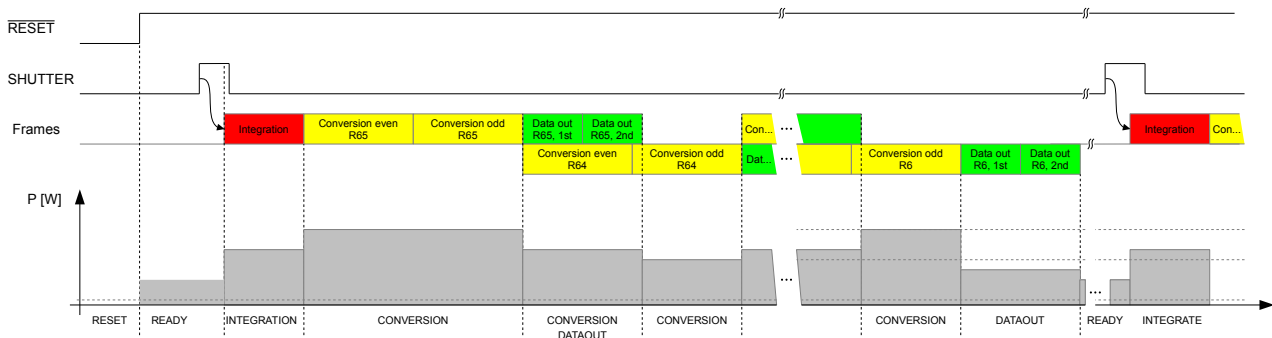 RESET
SHUTTER
Frames
Integration
Conversion even
R65
Conversion odd
R65
Data out
R65, 1st
Data out
R65, 2nd
Con...
...
Integration
Con...
Conversion even
R64
Conversion odd
R64
Dat...
...
Conversion odd
R6
Data out
R6, 1st
Data out
R6, 2nd
P [W]
...
...
RESET
READY
INTEGRATION
CONVERSION
CONVERSION
DATAOUT
CONVERSION
CONVERSION
DATAOUT
READY
INTEGRATE